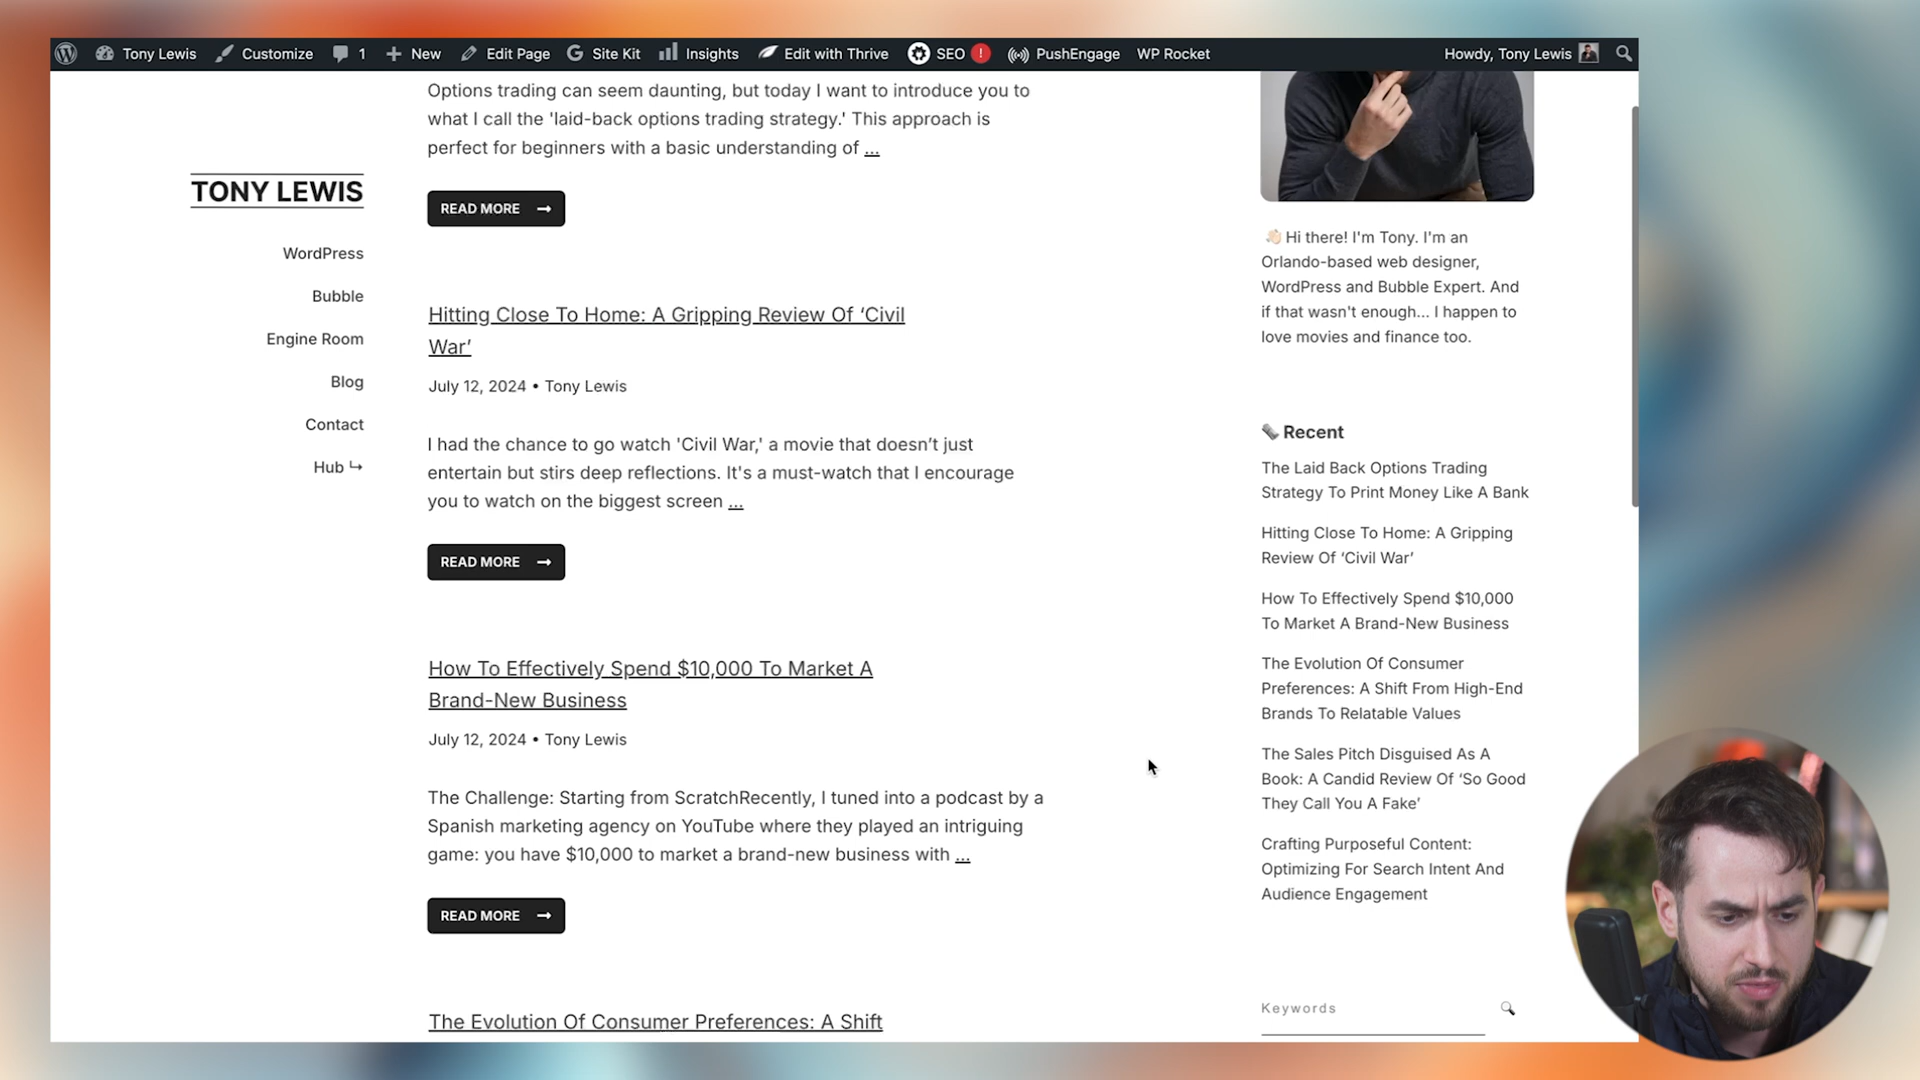 Tony Lewis Customize 1 New Edit Page Site Kit Insights Edit with Thrive SEO ! PushEngage WP Rocket Howdy, Tony Lewis
TONY LEWIS
WordPress
Bubble
Engine Room
Blog
Contact
Hub ↪
Options trading can seem daunting, but today I want to introduce you to
what I call the 'laid-back options trading strategy.' This approach is
perfect for beginners with a basic understanding of ...
READ MORE →
Hitting Close To Home: A Gripping Review Of ‘Civil
War’
July 12, 2024 • Tony Lewis
I had the chance to go watch 'Civil War,' a movie that doesn’t just
entertain but stirs deep reflections. It's a must-watch that I encourage
you to watch on the biggest screen ...
READ MORE →
How To Effectively Spend $10,000 To Market A
Brand-New Business
July 12, 2024 • Tony Lewis
The Challenge: Starting from ScratchRecently, I tuned into a podcast by a
Spanish marketing agency on YouTube where they played an intriguing
game: you have $10,000 to market a brand-new business with ...
READ MORE →
The Evolution Of Consumer Preferences: A Shift
👋🏻 Hi there! I'm Tony. I'm an
Orlando-based web designer,
WordPress and Bubble Expert. And
if that wasn't enough... I happen to
love movies and finance too.
🗞️ Recent
The Laid Back Options Trading
Strategy To Print Money Like A Bank
Hitting Close To Home: A Gripping
Review Of ‘Civil War’
How To Effectively Spend $10,000
To Market A Brand-New Business
The Evolution Of Consumer
Preferences: A Shift From High-End
Brands To Relatable Values
The Sales Pitch Disguised As A
Book: A Candid Review Of ‘So Good
They Call You A Fake’
Crafting Purposeful Content:
Optimizing For Search Intent And
Audience Engagement
Keywords